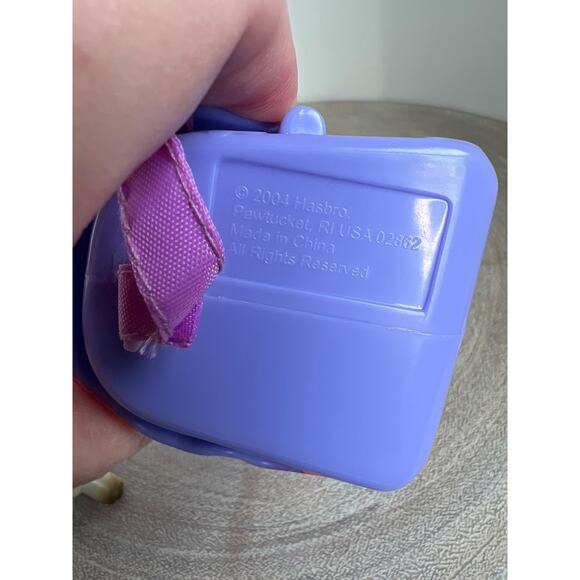 © 2004 Hasbro,
Pawtucket, RI USA 02862
Made in China
All Rights Reserved